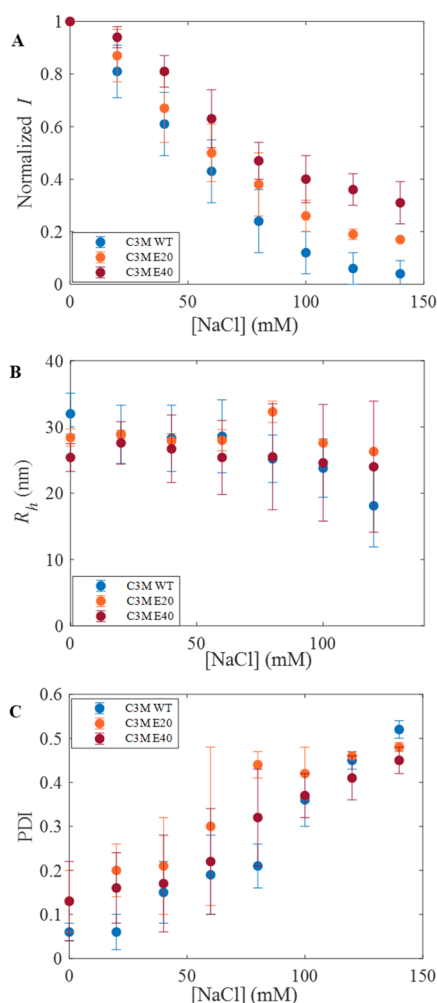 A
1
0.8
0.6
0.4
0.2
0
Normalized I
C3M WT
C3M E20
C3M E40
0
50
100
150
[NaCl] (mM)
B
40
30
20
10
0
R_h (nm)
C3M WT
C3M E20
C3M E40
0
50
100
[NaCl] (mM)
C
0.6
0.5
0.4
0.3
0.2
0.1
0
PDI
C3M WT
C3M E20
C3M E40
0
50
100
150
[NaCl] (mM)